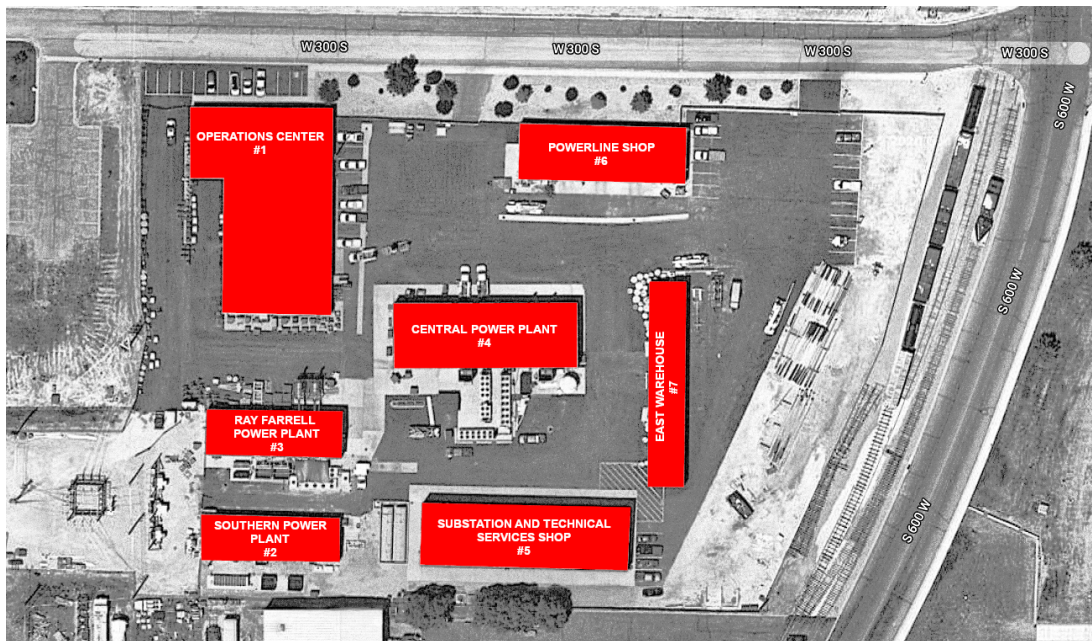 W 300 S
W 300 S
W 300 S
W 300 S
S 600 W
OPERATIONS CENTER
#1
POWERLINE SHOP
#6
S 600 W
CENTRAL POWER PLANT
#4
EAST WAREHOUSE
#7
RAY FARRELL
POWER PLANT
#3
SOUTHERN POWER
PLANT
#2
SUBSTATION AND TECHNICAL
SERVICES SHOP
#5
S 600 W